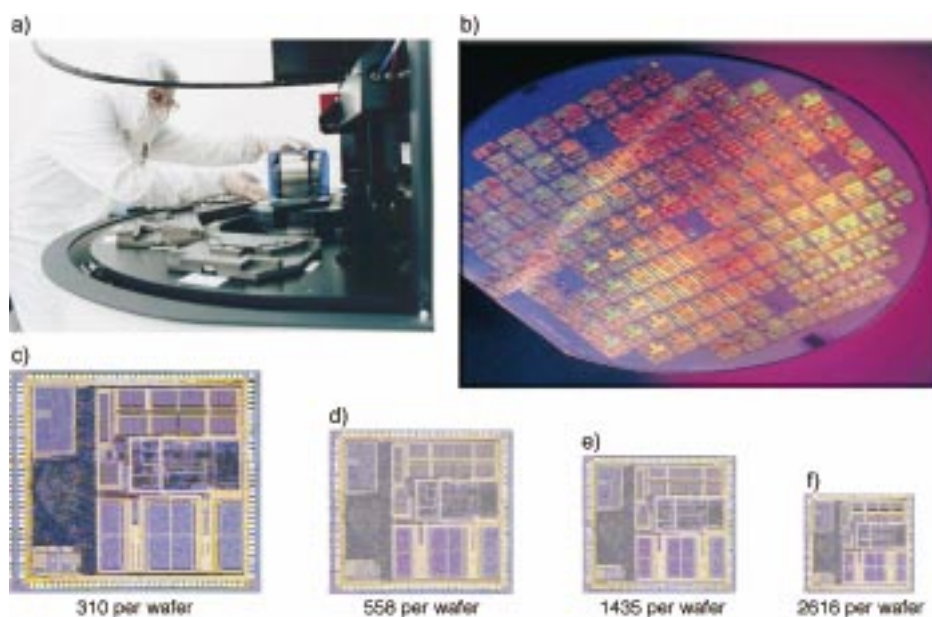 a)
b)
c)
d)
e)
f)
310 per wafer
558 per wafer
1435 per wafer
2616 per wafer